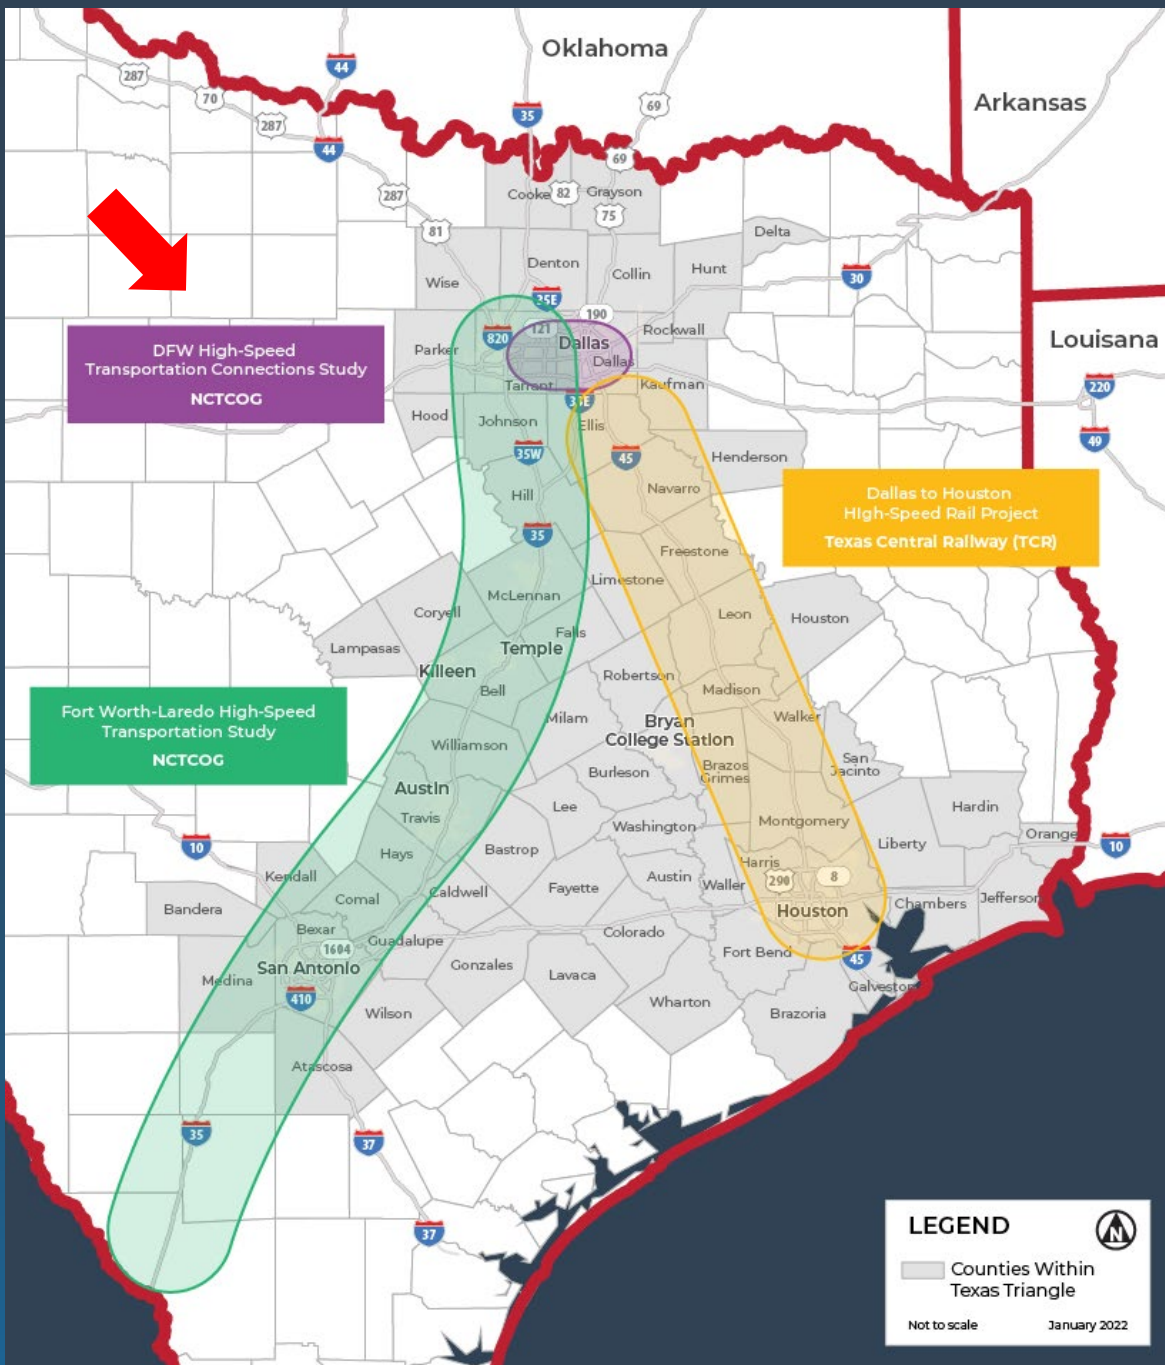 Oklahoma
Arkansas
Louisiana
44
287
70
287
44
35
69
69
287
81
Cooke
82
Grayson
75
Delta
Denton
Collin
Hunt
30
Wise
35E
190
121
820
Rockwall
Dallas
Dallas
Parker
Tarrant
Kaufman
35E
220
49
DFW High-Speed
Transportation Connections Study
NCTCOG
Hood
Johnson
Ellis
35W
45
Henderson
Hill
Navarro
Dallas to Houston
HIgh-Speed Rail Project
Texas Central Rallway (TCR)
35
Freestone
Limestone
McLennan
Coryell
Leon
Houston
Falls
Temple
Lampasas
Killeen
Bell
Robertson
Madison
Milam
Bryan
College Station
Walker
Fort Worth-Laredo High-Speed
Transportation Study
NCTCOG
Williamson
San
Jacinto
Burleson
Brazos
Grimes
AustIn
Travis
Lee
Hardin
Washington
Montgomery
Orange
Liberty
10
10
Hays
Bastrop
Harris
290
8
Kendall
Austin
Waller
Comal
Caldwell
Fayette
Houston
Chambers
Jefferson
Bandera
Bexar
1604
Guadalupe
Colorado
Fort Bend
45
San AntonIo
Gonzales
Lavaca
Medina
410
Galveston
Wharton
Wilson
Brazoria
Atascosa
35
37
37
LEGEND
N
Counties Within
Texas Triangle
Not to scale
January 2022